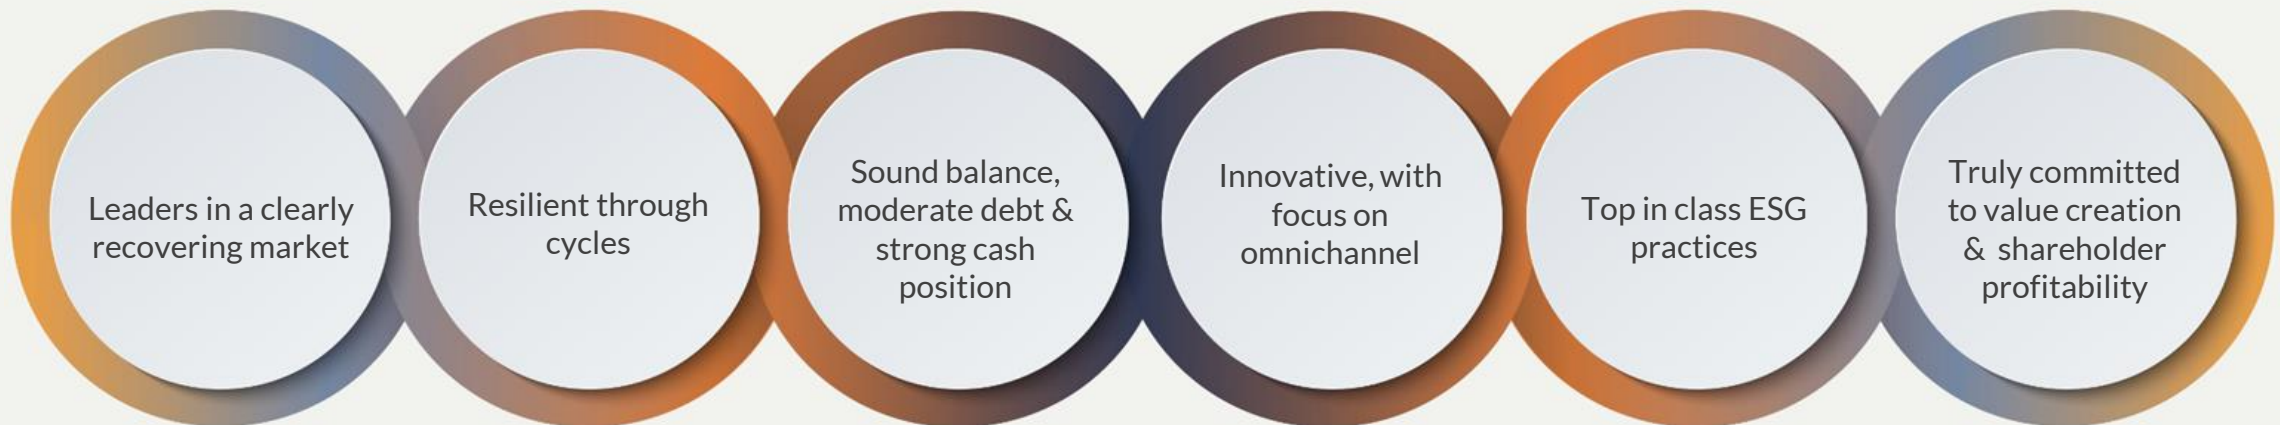 Leaders in a clearly
recovering market
Resilient through
cycles
Sound balance,
moderate debt &
strong cash
position
Innovative, with
focus on
omnichannel
Top in class ESG
practices
Truly committed
to value creation
& shareholder
profitability